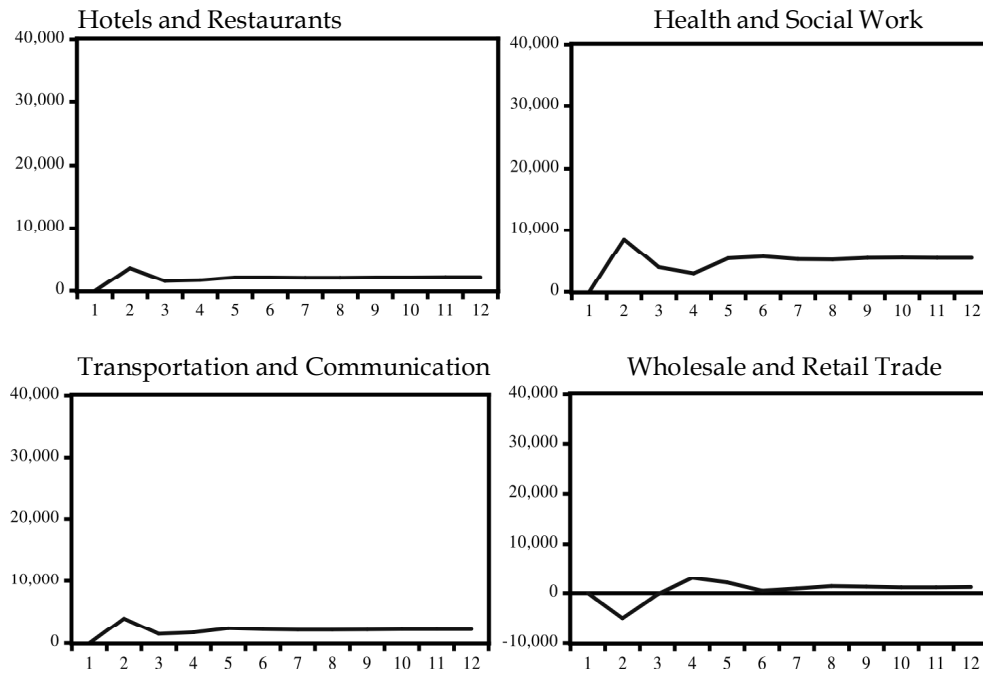 Hotels and Restaurants
40,000
30,000
20,000
10,000
0
1 2 3 4 5 6 7 8 9 10 11 12
Health and Social Work
40,000
30,000
20,000
10,000
0
1 2 3 4 5 6 7 8 9 10 11 12
Transportation and Communication
40,000
30,000
20,000
10,000
0
1 2 3 4 5 6 7 8 9 10 11 12
Wholesale and Retail Trade
40,000
30,000
20,000
10,000
0
-10,000
1 2 3 4 5 6 7 8 9 10 11 12